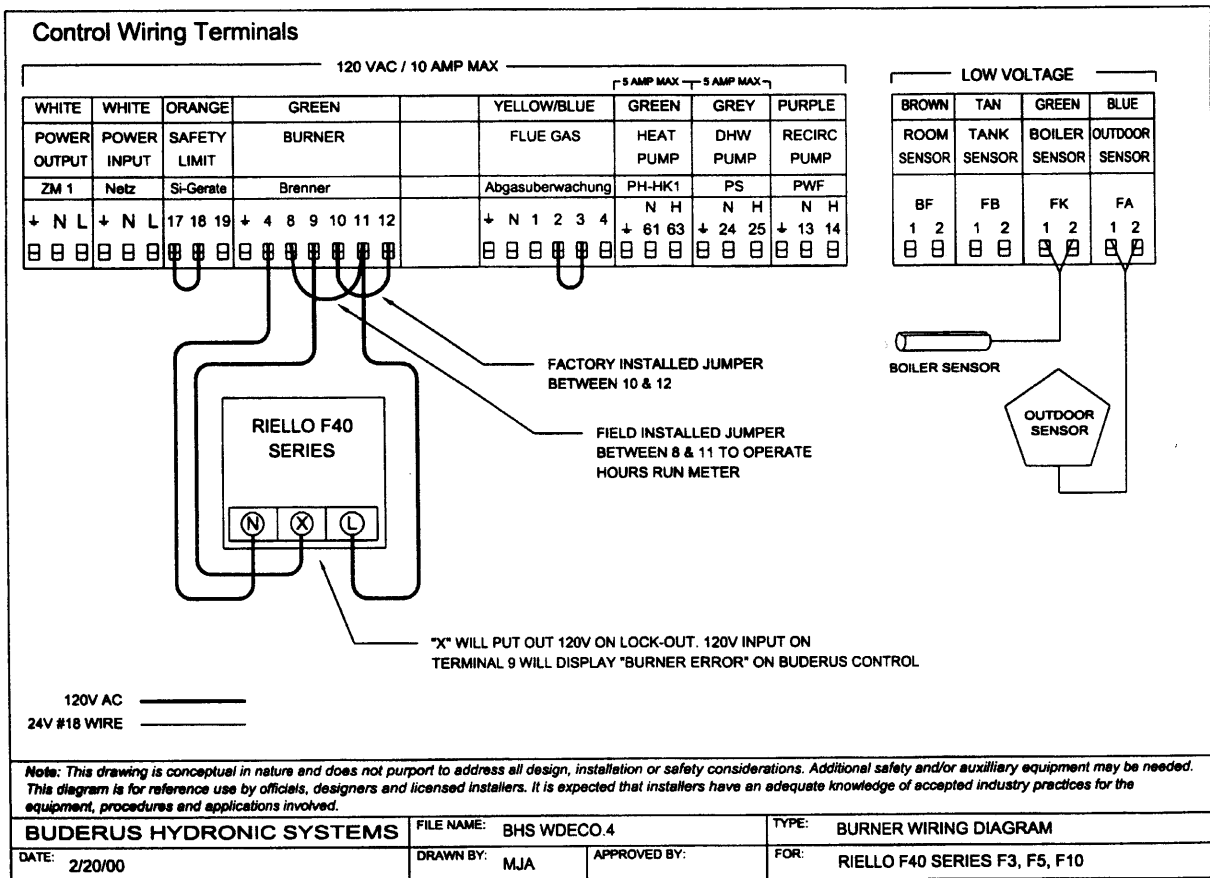 Control Wiring Terminals
120 VAC / 10 AMP MAX
5 AMP MAX
5 AMP MAX
LOW VOLTAGE
WHITE WHITE ORANGE GREEN YELLOW/BLUE GREEN GREY PURPLE
BROWN TAN GREEN BLUE
POWER OUTPUT POWER INPUT SAFETY LIMIT BURNER FLUE GAS HEAT PUMP DHW PUMP RECIRC PUMP
ROOM SENSOR TANK SENSOR BOILER SENSOR OUTDOOR SENSOR
ZM 1 Netz Si-Gerate Brenner Abgasuberwachung PH-HK1 PS PWF
BF FB FK FA
N H N H N H
N L N L 17 18 19 4 8 9 10 11 12 N 1 2 3 4 61 63 24 25 13 14
1 2 1 2 1 2 1 2
FACTORY INSTALLED JUMPER
BETWEEN 10 & 12
BOILER SENSOR
OUTDOOR
SENSOR
RIELLO F40
SERIES
FIELD INSTALLED JUMPER
BETWEEN 8 & 11 TO OPERATE
HOURS RUN METER
N X L
"X" WILL PUT OUT 120V ON LOCK-OUT. 120V INPUT ON
TERMINAL 9 WILL DISPLAY "BURNER ERROR" ON BUDERUS CONTROL
120V AC
24V #18 WIRE
Note: This drawing is conceptual in nature and does not purport to address all design, installation or safety considerations. Additional safety and/or auxilliary equipment may be needed.
This diagram is for reference use by officials, designers and licensed installers. It is expected that installers have an adequate knowledge of accepted industry practices for the
equipment, procedures and applications involved.
BUDERUS HYDRONIC SYSTEMS FILE NAME: BHS WDECO.4 TYPE: BURNER WIRING DIAGRAM
DATE: 2/20/00 DRAWN BY: MJA APPROVED BY: FOR: RIELLO F40 SERIES F3, F5, F10